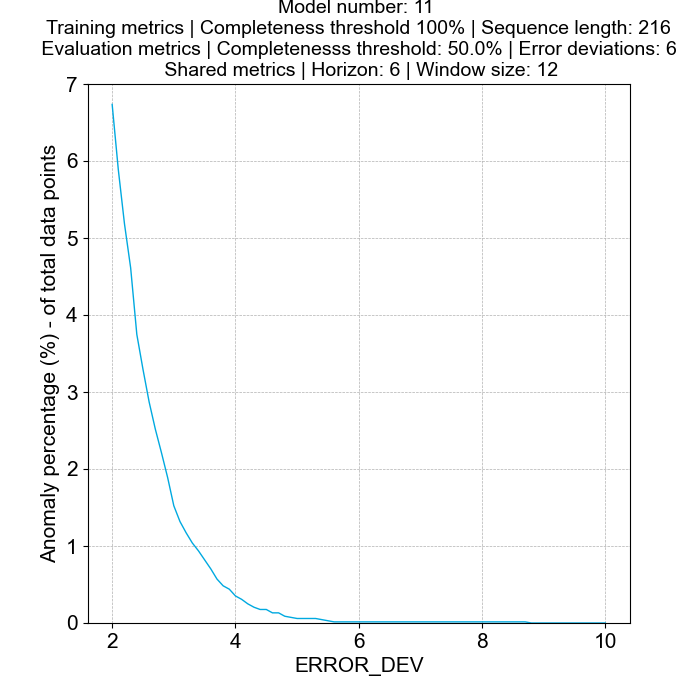 Model number: 11
Training metrics | Completeness threshold 100% | Sequence length: 216
Evaluation metrics | Completenesss threshold: 50.0% | Error deviations: 6
Shared metrics | Horizon: 6 | Window size: 12
7
6
5
4
3
2
1
0
Anomaly percentage (%) - of total data points
2 4 6 8 10
ERROR_DEV